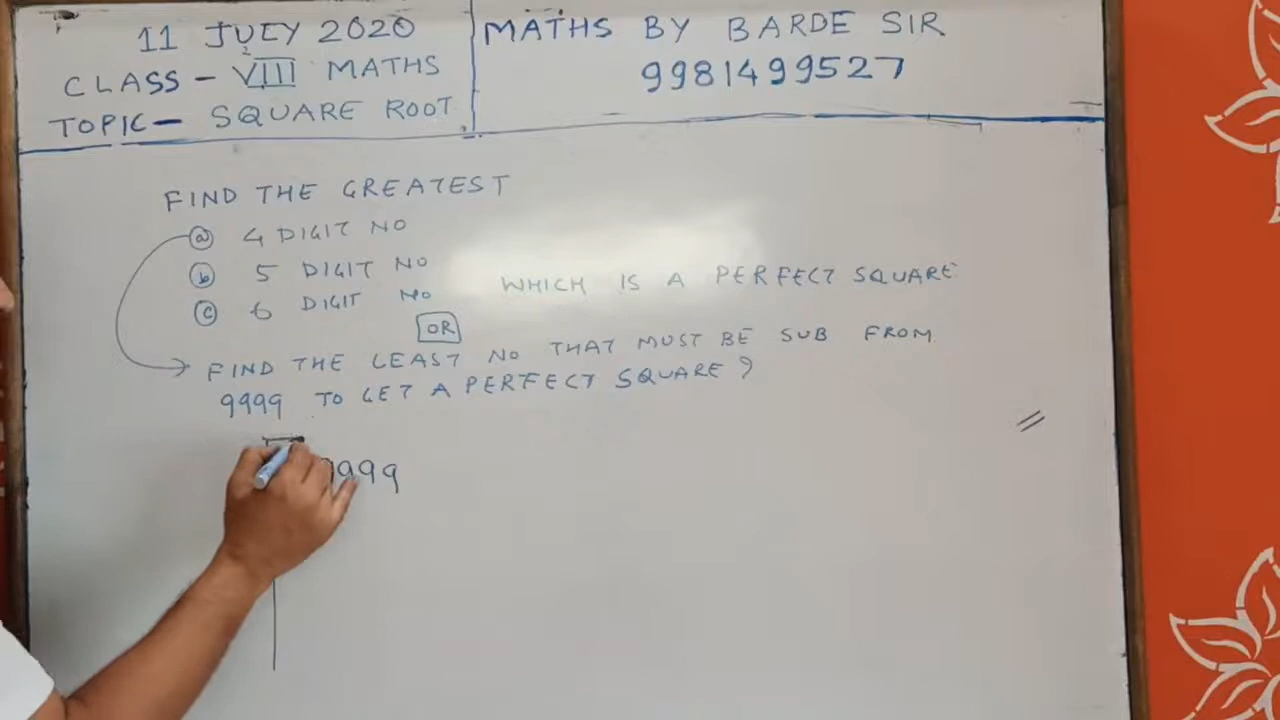 11 JULY 2020
CLASS - VIII MATHS
TOPIC - SQUARE ROOT
MATHS BY BARDE SIR
9981499527
FIND THE GREATEST
(a) 4 DIGIT NO
(b) 5 DIGIT NO
(c) 6 DIGIT NO
WHICH IS A PERFECT SQUARE
OR
FIND THE LEAST NO THAT MUST BE SUB FROM
9999 TO GET A PERFECT SQUARE ?
9999